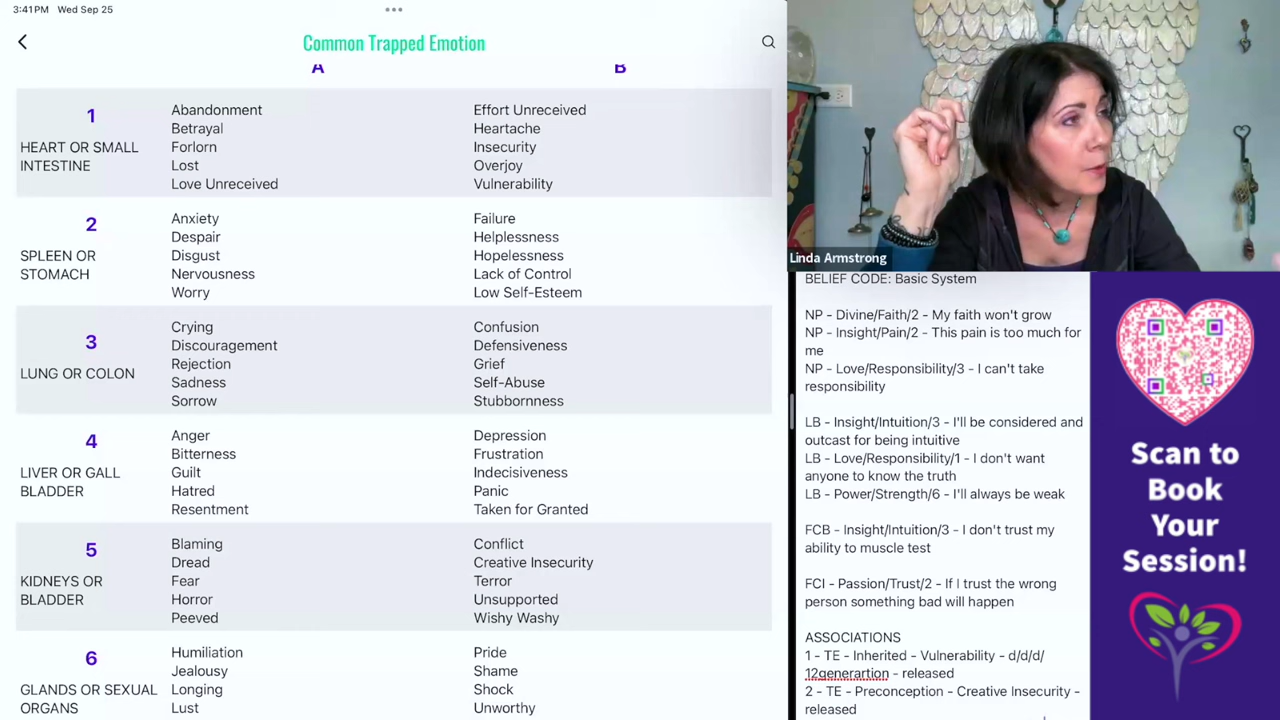 3:41 PM Wed Sep 25
Common Trapped Emotion
A B
1
HEART OR SMALL
INTESTINE
Abandonment
Betrayal
Forlorn
Lost
Love Unreceived
Effort Unreceived
Heartache
Insecurity
Overjoy
Vulnerability
2
SPLEEN OR
STOMACH
Anxiety
Despair
Disgust
Nervousness
Worry
Failure
Helplessness
Hopelessness
Lack of Control
Low Self-Esteem
3
LUNG OR COLON
Crying
Discouragement
Rejection
Sadness
Sorrow
Confusion
Defensiveness
Grief
Self-Abuse
Stubbornness
4
LIVER OR GALL
BLADDER
Anger
Bitterness
Guilt
Hatred
Resentment
Depression
Frustration
Indecisiveness
Panic
Taken for Granted
5
KIDNEYS OR
BLADDER
Blaming
Dread
Fear
Horror
Peeved
Conflict
Creative Insecurity
Terror
Unsupported
Wishy Washy
6
GLANDS OR SEXUAL
ORGANS
Humiliation
Jealousy
Longing
Lust
Pride
Shame
Shock
Unworthy
Linda Armstrong
BELIEF CODE: Basic System
NP - Divine/Faith/2 - My faith won't grow
NP - Insight/Pain/2 - This pain is too much for
me
NP - Love/Responsibility/3 - I can't take
responsibility
LB - Insight/Intuition/3 - I'll be considered and
outcast for being intuitive
LB - Love/Responsibility/1 - I don't want
anyone to know the truth
LB - Power/Strength/6 - I'll always be weak
FCB - Insight/Intuition/3 - I don't trust my
ability to muscle test
FCI - Passion/Trust/2 - If I trust the wrong
person something bad will happen
ASSOCIATIONS
1 - TE - Inherited - Vulnerability - d/d/d/
12generartion - released
2 - TE - Preconception - Creative Insecurity -
released
Scan to
Book
Your
Session!